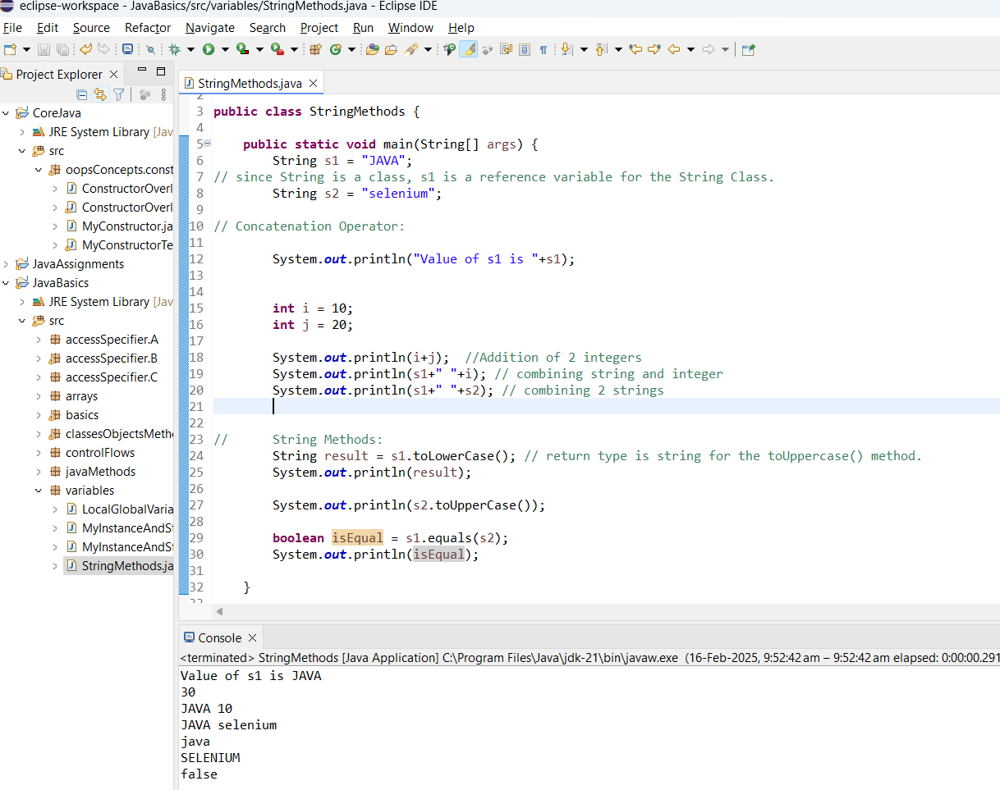 eclipse-workspace - JavaBasics/src/variables/StringMethods.java - Eclipse IDE
File Edit Source Refactor Navigate Search Project Run Window Help
Project Explorer
CoreJava
JRE System Library [Jav
src
oopsConcepts.const
ConstructorOverl
ConstructorOverl
MyConstructor.ja
MyConstructorTe
JavaAssignments
JavaBasics
JRE System Library [Jav
src
accessSpecifier.A
accessSpecifier.B
accessSpecifier.C
arrays
basics
classesObjectsMeth
controlFlows
javaMethods
variables
LocalGlobalVaria
MyInstanceAndSt
MyInstanceAndSt
StringMethods.ja
StringMethods.java
2
3 public class StringMethods {
4
5 public static void main(String[] args) {
6 String s1 = "JAVA";
7 // since String is a class, s1 is a reference variable for the String Class.
8 String s2 = "selenium";
9
10 // Concatenation Operator:
11
12 System.out.println("Value of s1 is "+s1);
13
14
15 int i = 10;
16 int j = 20;
17
18 System.out.println(i+j); //Addition of 2 integers
19 System.out.println(s1+" "+i); // combining string and integer
20 System.out.println(s1+" "+s2); // combining 2 strings
21
22
23 // String Methods:
24 String result = s1.toLowerCase(); // return type is string for the toUppercase() method.
25 System.out.println(result);
26
27 System.out.println(s2.toUpperCase());
28
29 boolean isEqual = s1.equals(s2);
30 System.out.println(isEqual);
31
32 }
33
Console
<terminated> StringMethods [Java Application] C:\Program Files\Java\jdk-21\bin\javaw.exe (16-Feb-2025, 9:52:42 am – 9:52:42 am elapsed: 0:00:00.291
Value of s1 is JAVA
30
JAVA 10
JAVA selenium
java
SELENIUM
false